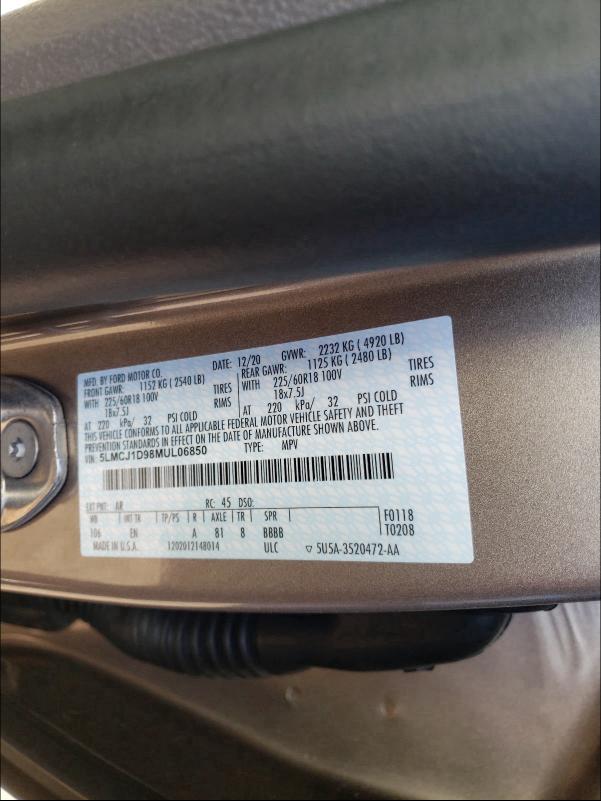 MFD. BY FORD MOTOR CO. DATE: 12/20 GVWR: 2232 KG ( 4920 LB)
FRONT GAWR: 1152 KG ( 2540 LB) REAR GAWR: 1125 KG ( 2480 LB)
WITH 225/60R18 100V TIRES WITH 225/60R18 100V TIRES
18x7.5J RIMS 18x7.5J RIMS
AT 220 kPa/ 32 PSI COLD AT 220 kPa/ 32 PSI COLD
THIS VEHICLE CONFORMS TO ALL APPLICABLE FEDERAL MOTOR VEHICLE SAFETY AND THEFT
PREVENTION STANDARDS IN EFFECT ON THE DATE OF MANUFACTURE SHOWN ABOVE.
VIN: 5LMCJ1D98MUL06850 TYPE: MPV
EXT PNT: AR RC: 45 DSO:
WB INT TR TP/PS R AXLE TR SPR F0118
106 EN A 81 8 BBBB T0208
MADE IN U.S.A. 1202012148014 ULC ▽ 5U5A-3520472-AA